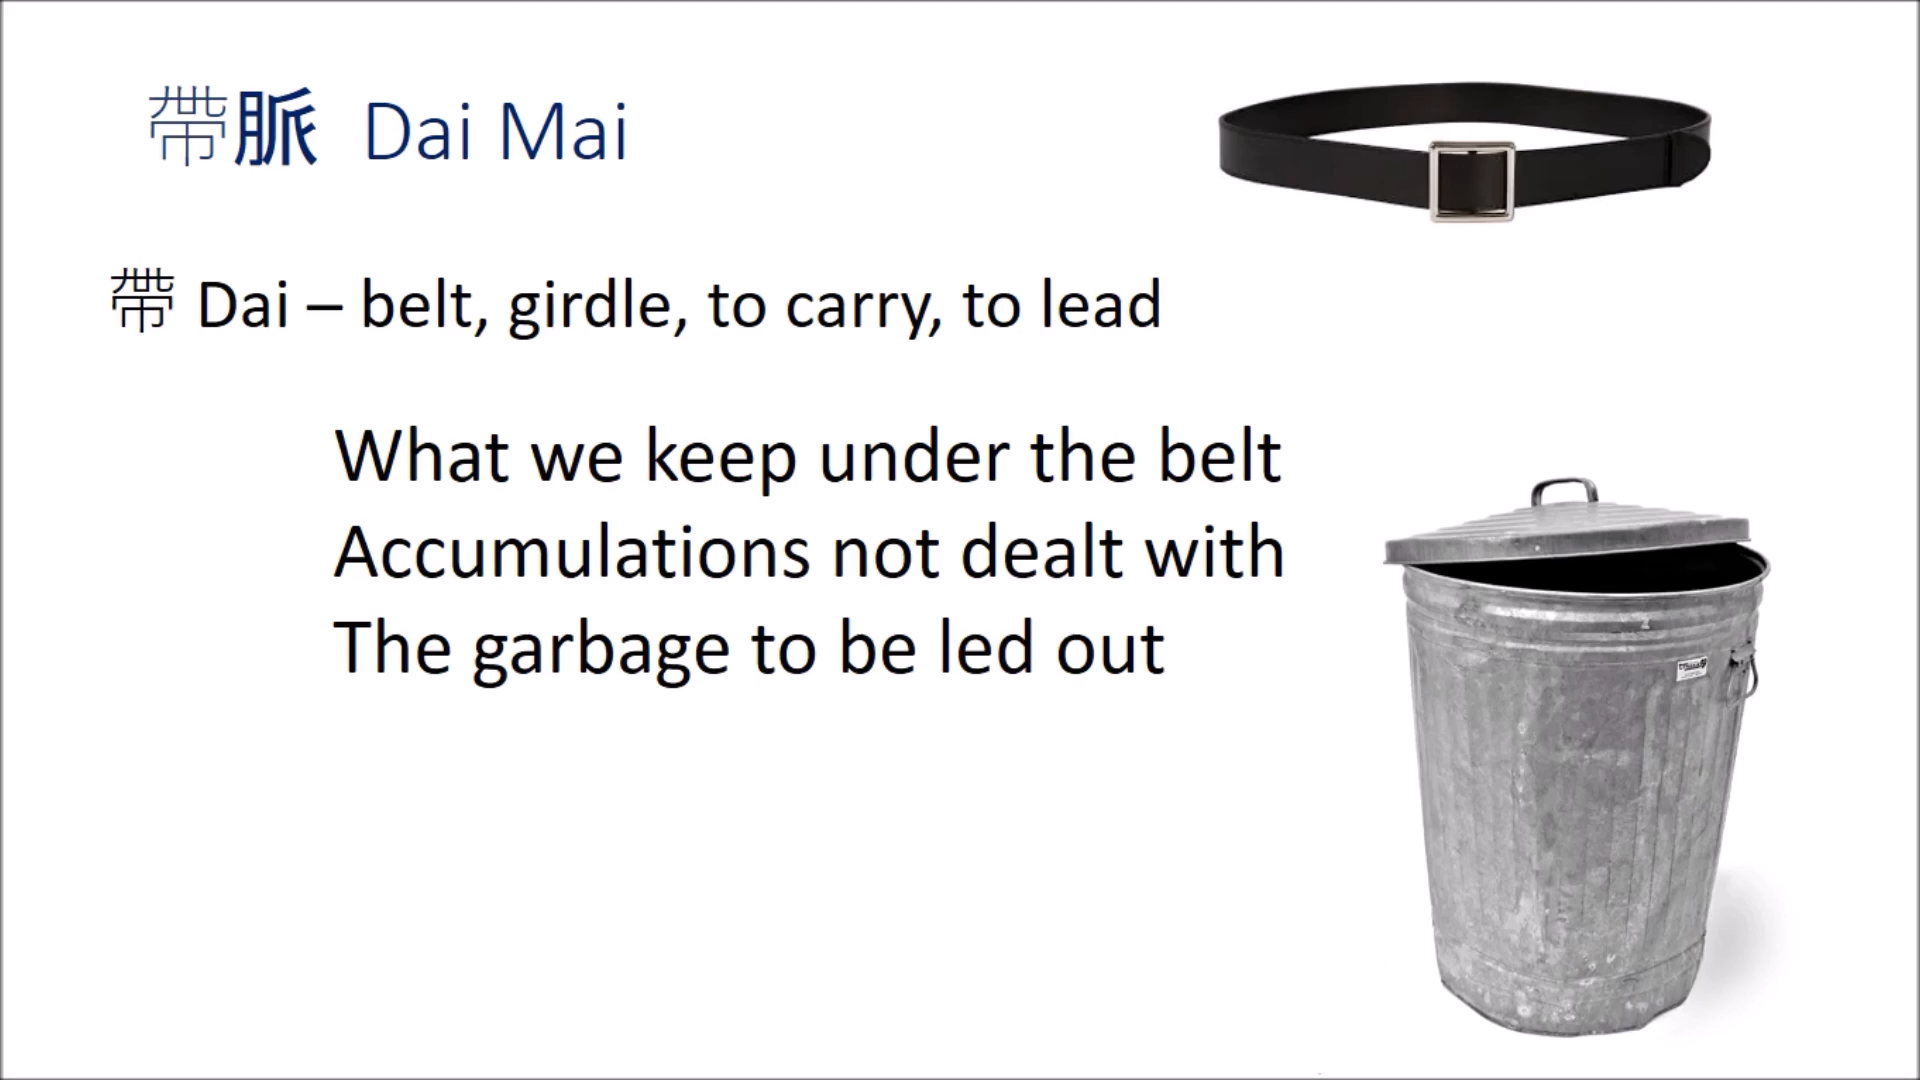 帶脈 Dai Mai
帶 Dai – belt, girdle, to carry, to lead
What we keep under the belt
Accumulations not dealt with
The garbage to be led out